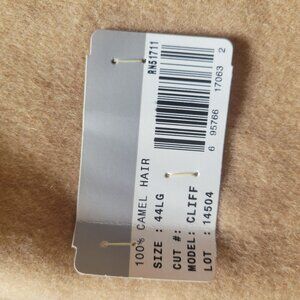 RN51711
6 95766 17063 2
100% CAMEL HAIR
SIZE : 44LG
CUT #:
MODEL: CLIFF
LOT : 14504